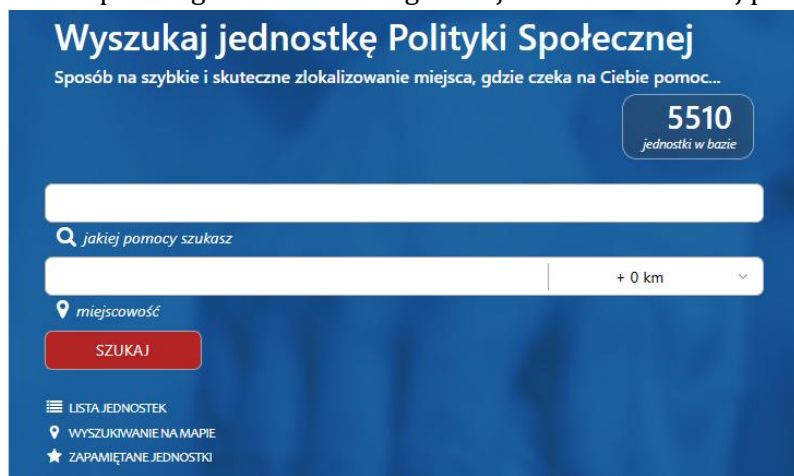 Wyszukaj jednostkę Polityki Społecznej
Sposób na szybkie i skuteczne zlokalizowanie miejsca, gdzie czeka na Ciebie pomoc...
5510
jednostki w bazie
jakiej pomocy szukasz
+ 0 km
miejscowość
SZUKAJ
LISTA JEDNOSTEK
WYSZUKIWANIE NA MAPIE
ZAPAMIĘTANE JEDNOSTKI